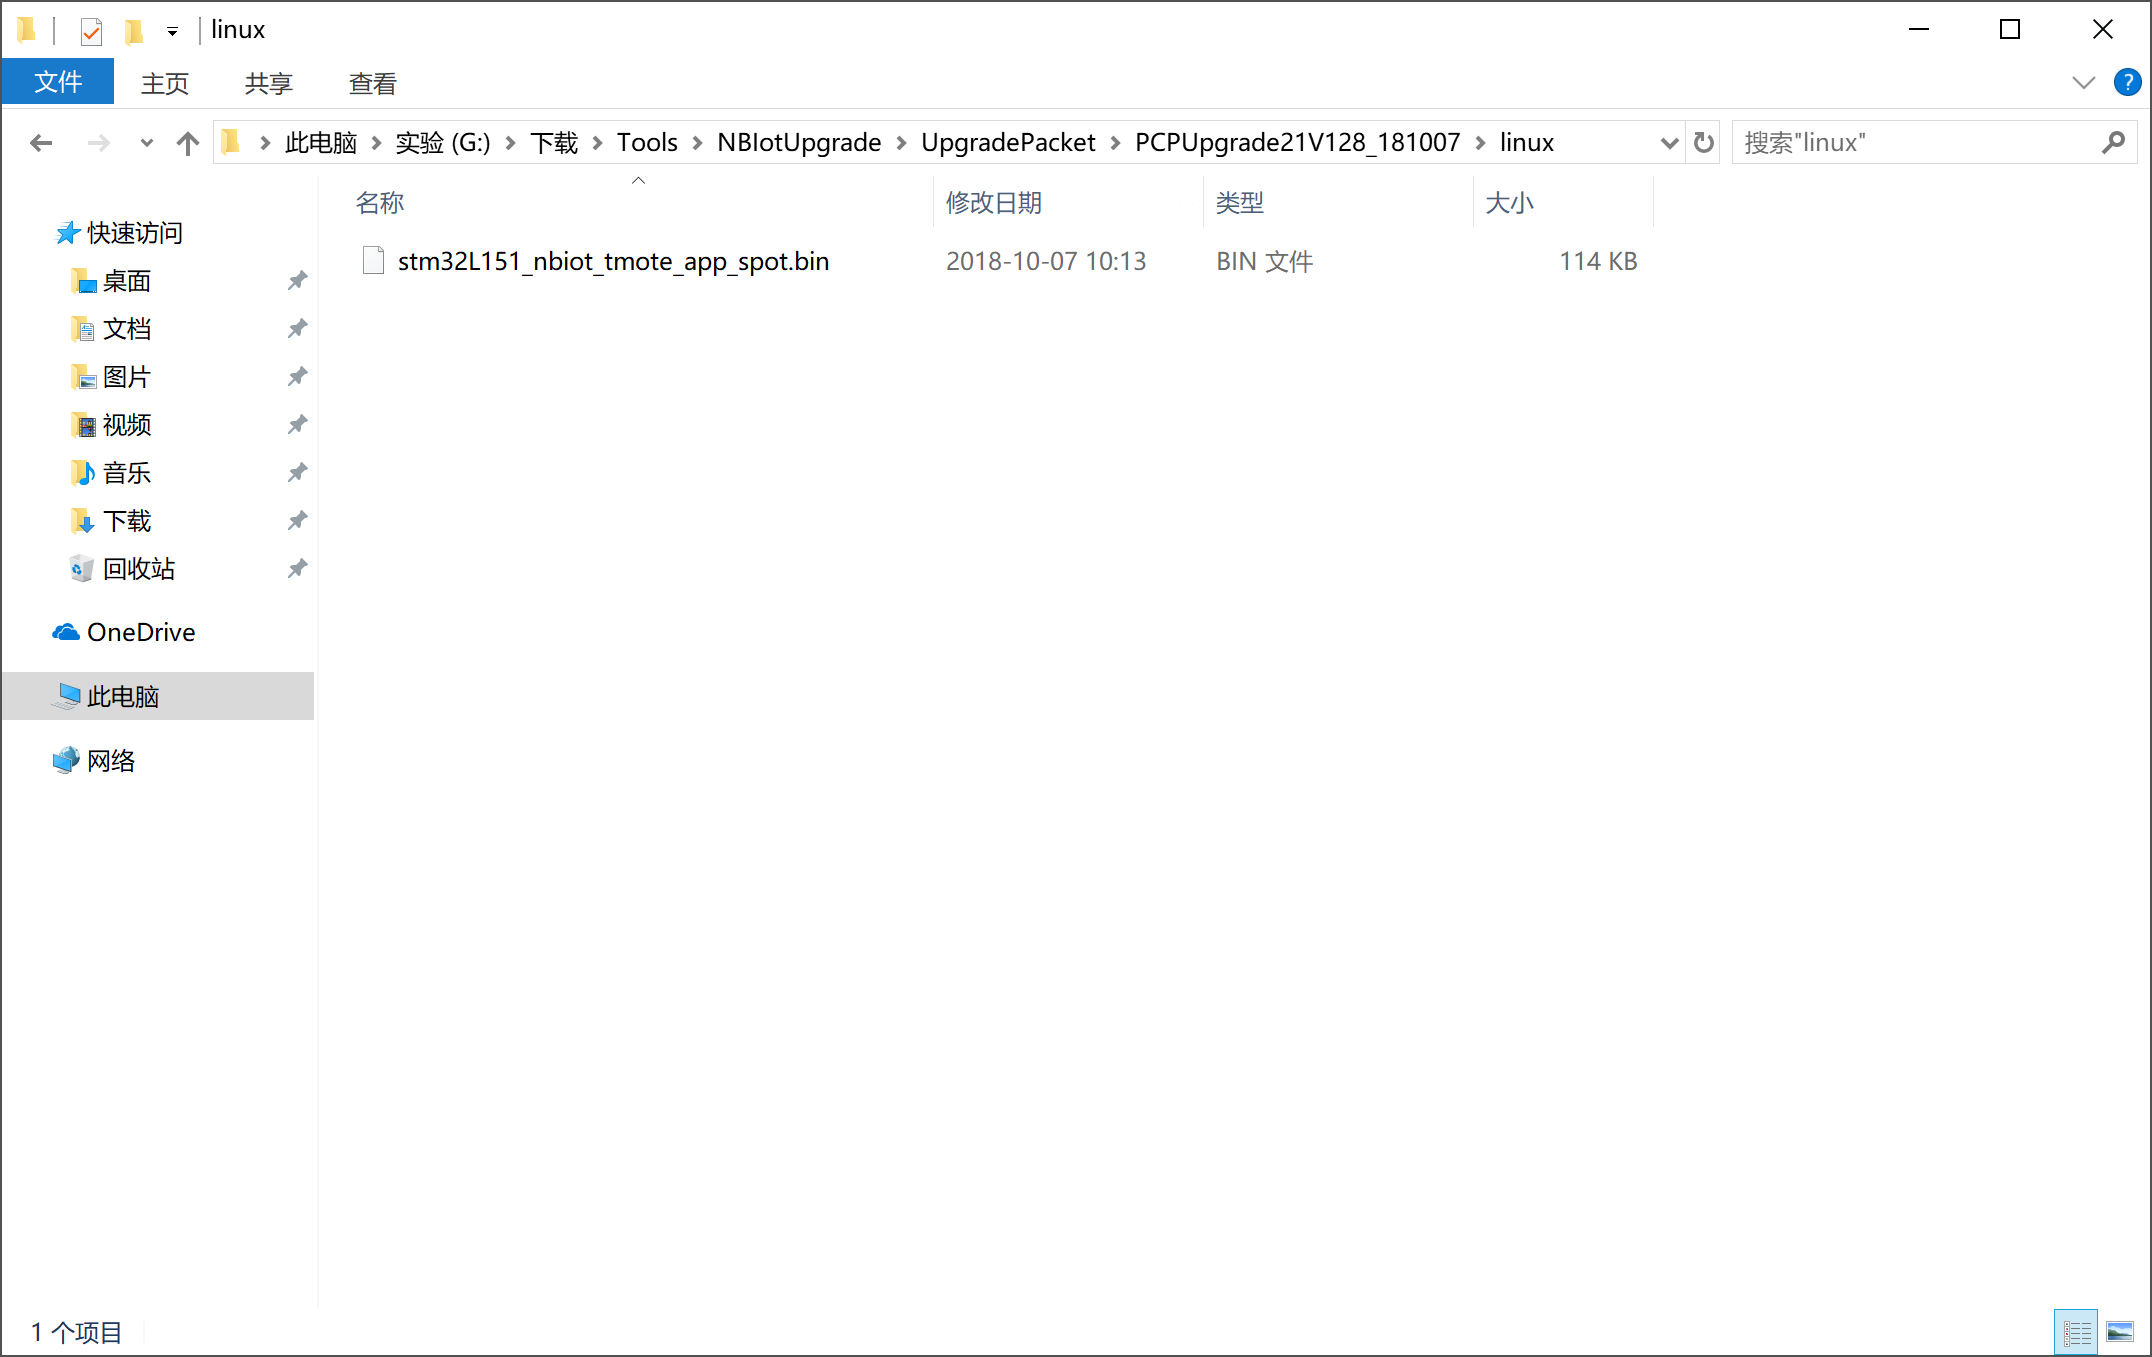 linux
文件 主页 共享 查看
此电脑 实验 (G:) 下载 Tools NBIotUpgrade UpgradePacket PCPUpgrade21V128_181007 linux 搜索"linux"
名称 修改日期 类型 大小
stm32L151_nbiot_tmote_app_spot.bin 2018-10-07 10:13 BIN 文件 114 KB
快速访问
桌面
文档
图片
视频
音乐
下载
回收站
OneDrive
此电脑
网络
1 个项目